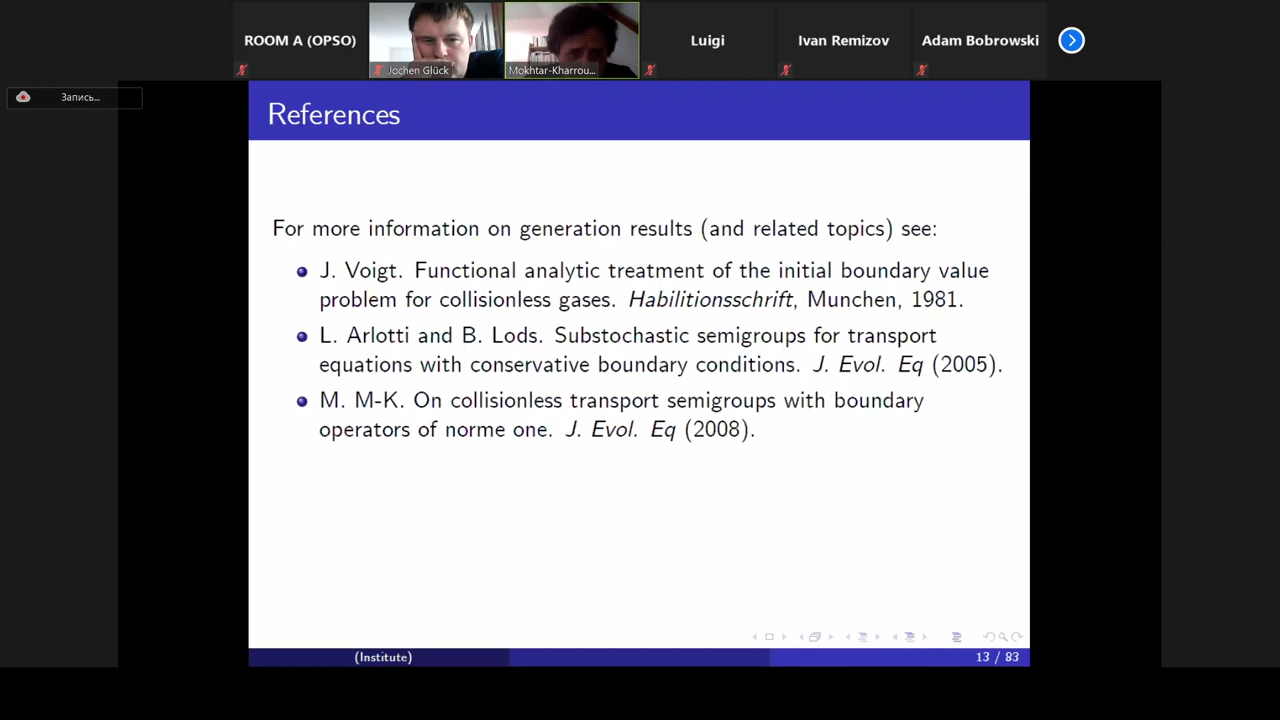 ROOM A (OPSO)
Jochen Glück
Mokhtar-Kharrou...
Luigi
Ivan Remizov
Adam Bobrowski
Запись...
References
For more information on generation results (and related topics) see:
J. Voigt. Functional analytic treatment of the initial boundary value
problem for collisionless gases. Habilitionsschrift, Munchen, 1981.
L. Arlotti and B. Lods. Substochastic semigroups for transport
equations with conservative boundary conditions. J. Evol. Eq (2005).
M. M-K. On collisionless transport semigroups with boundary
operators of norme one. J. Evol. Eq (2008).
(Institute)
13 / 83